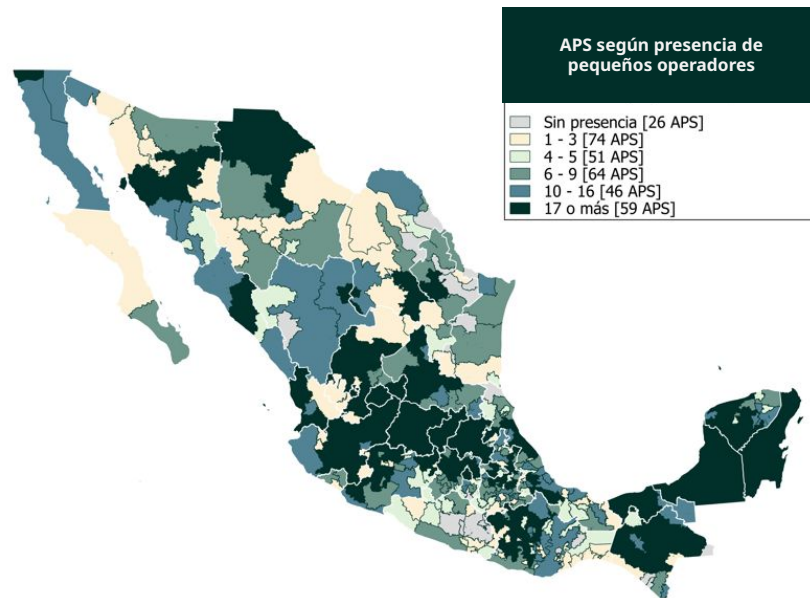 APS según presencia de
pequeños operadores
Sin presencia [26 APS]
1 - 3 [74 APS]
4 - 5 [51 APS]
6 - 9 [64 APS]
10 - 16 [46 APS]
17 o más [59 APS]